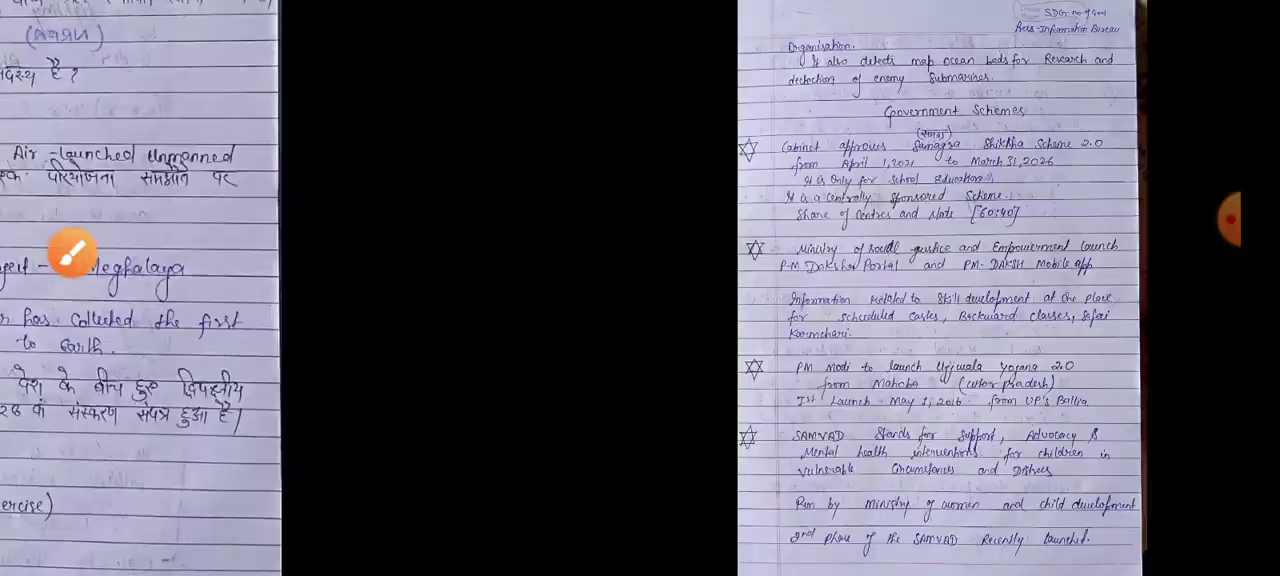 (देवव्रत)
है ?
Air -launched Unmanned
परियोजना समझौते पर
Meghalaya
has collected the first
to Earth.
देश के बीच हुए द्विपक्षीय
के संस्करण संपन्न हुआ है।
SDG-no of Goal
Press-Information Bureau
Organisation.
It also detects map ocean beds for Research and
detection of enemy Submarines.
Government Schemes
(समग्र)
Cabinet approves Samagra Shiksha Scheme 2.0
from April 1,2021 to March 31,2026
It is Only for School Education.
It is a centrally Sponsored Scheme.
Share of Centres and State [60:40]
Ministry of Social justice and Empowerment launch
P-M Daksha Portal and PM-DAKSH Mobile app
Information Related to Skill development at one place
for Scheduled Castes, Backward classes, Safai
Karmchari.
PM Modi to launch Ujjwala Yojana 2.0
from Mahoba (Uttar pradesh)
Ist Launch - May 1, 2016 from UP's Ballia
SAMVAD Stands for Support, Advocacy &
Mental health interventions for children in
Vulnerable Circumstances and Distress
Run by Ministry of women and child development
2nd Phase of the SAMVAD Recently launched.